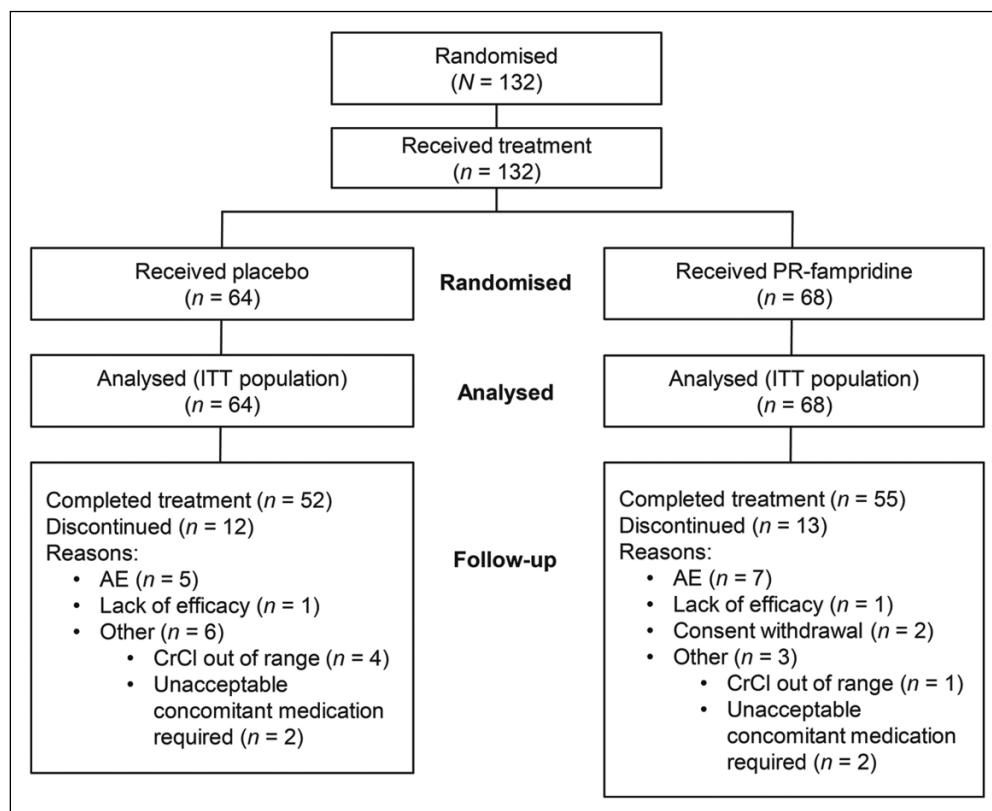 Randomised
(N = 132)
Received treatment
(n = 132)
Received placebo
(n = 64)
Randomised
Received PR-fampridine
(n = 68)
Analysed (ITT population)
(n = 64)
Analysed
Analysed (ITT population)
(n = 68)
Completed treatment (n = 52)
Discontinued (n = 12)
Reasons:
• AE (n = 5)
• Lack of efficacy (n = 1)
• Other (n = 6)
• CrCl out of range (n = 4)
• Unacceptable
concomitant medication
required (n = 2)
Follow-up
Completed treatment (n = 55)
Discontinued (n = 13)
Reasons:
• AE (n = 7)
• Lack of efficacy (n = 1)
• Consent withdrawal (n = 2)
• Other (n = 3)
• CrCl out of range (n = 1)
• Unacceptable
concomitant medication
required (n = 2)